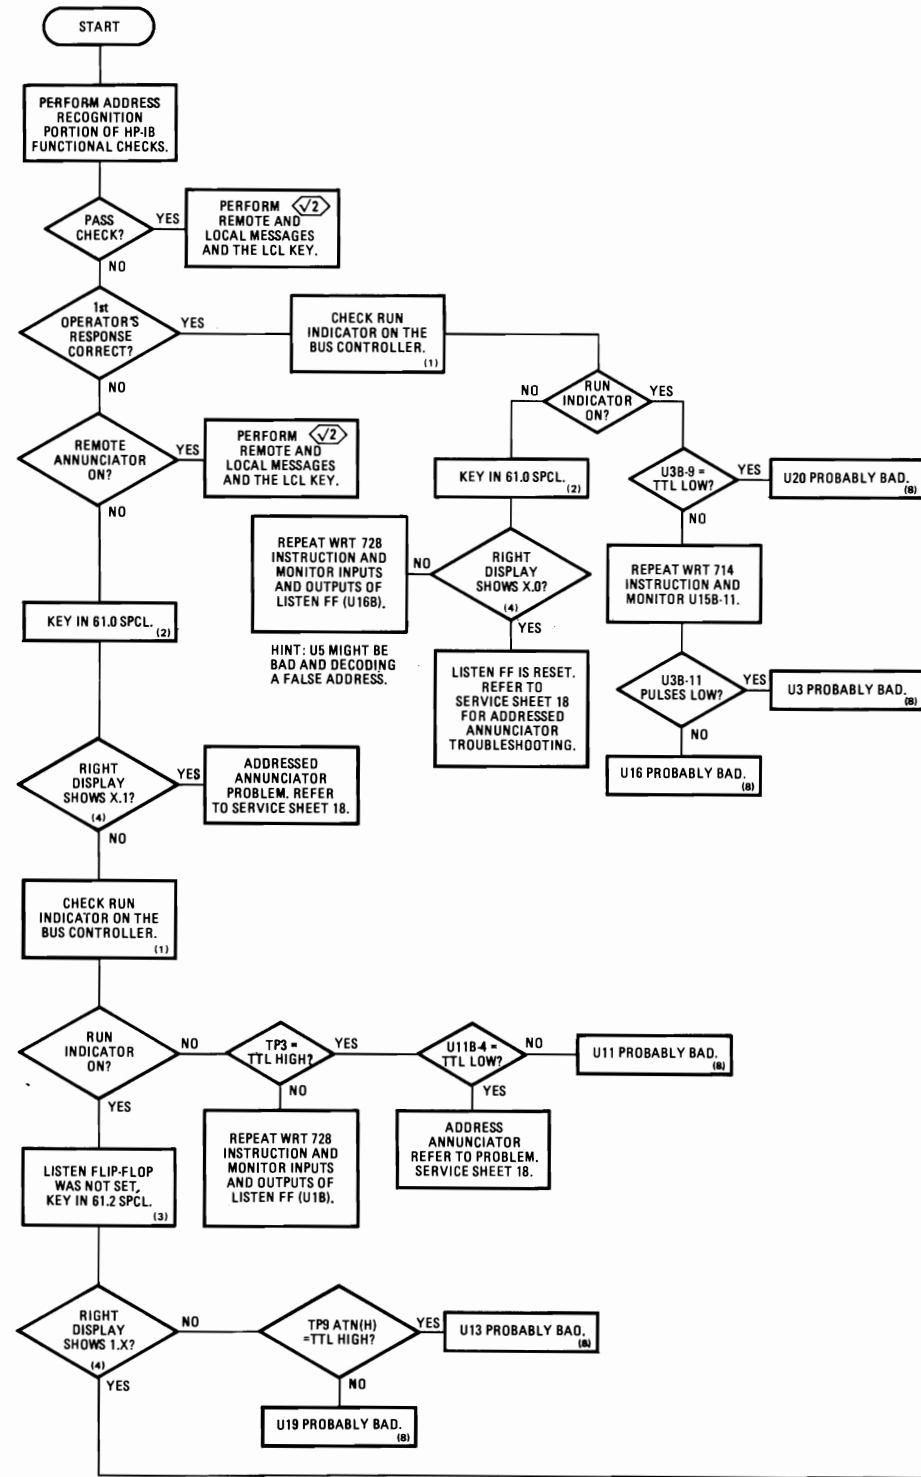 START
PERFORM ADDRESS
RECOGNITION
PORTION OF HP-IB
FUNCTIONAL CHECKS.
PASS
CHECK?
YES
NO
PERFORM √2
REMOTE AND
LOCAL MESSAGES
AND THE LCL KEY.
1st
OPERATOR'S
RESPONSE
CORRECT?
YES
NO
CHECK RUN
INDICATOR ON THE
BUS CONTROLLER.
(1)
RUN
INDICATOR
ON?
NO
YES
REMOTE
ANNUNCIATOR
ON?
YES
NO
PERFORM √2
REMOTE AND
LOCAL MESSAGES
AND THE LCL KEY.
KEY IN 61.0 SPCL.
(2)
U3B-9 =
TTL LOW?
YES
NO
U20 PROBABLY BAD.
(8)
REPEAT WRT 728
INSTRUCTION AND
MONITOR INPUTS
AND OUTPUTS OF
LISTEN FF (U16B).
NO
RIGHT
DISPLAY
SHOWS X.0?
(4)
YES
REPEAT WRT 714
INSTRUCTION AND
MONITOR U15B-11.
HINT: U5 MIGHT BE
BAD AND DECODING
A FALSE ADDRESS.
LISTEN FF IS RESET.
REFER TO
SERVICE SHEET 18
FOR ADDRESSED
ANNUNCIATOR
TROUBLESHOOTING.
U3B-11
PULSES LOW?
YES
NO
U3 PROBABLY BAD.
(8)
U16 PROBABLY BAD.
(8)
KEY IN 61.0 SPCL.
(2)
RIGHT
DISPLAY
SHOWS X.1?
(4)
YES
NO
ADDRESSED
ANNUNCIATOR
PROBLEM. REFER
TO SERVICE SHEET 18.
CHECK RUN
INDICATOR ON THE
BUS CONTROLLER.
(1)
RUN
INDICATOR
ON?
NO
YES
TP3 =
TTL HIGH?
YES
NO
U11B-4 =
TTL LOW?
NO
YES
U11 PROBABLY BAD.
(8)
REPEAT WRT 728
INSTRUCTION AND
MONITOR INPUTS
AND OUTPUTS OF
LISTEN FF (U1B).
ADDRESS
ANNUNCIATOR
REFER TO PROBLEM.
SERVICE SHEET 18.
LISTEN FLIP-FLOP
WAS NOT SET,
KEY IN 61.2 SPCL.
(3)
RIGHT
DISPLAY
SHOWS 1.X?
(4)
NO
YES
TP9 ATN(H)
=TTL HIGH?
YES
NO
U13 PROBABLY BAD.
(8)
U19 PROBABLY BAD.
(8)